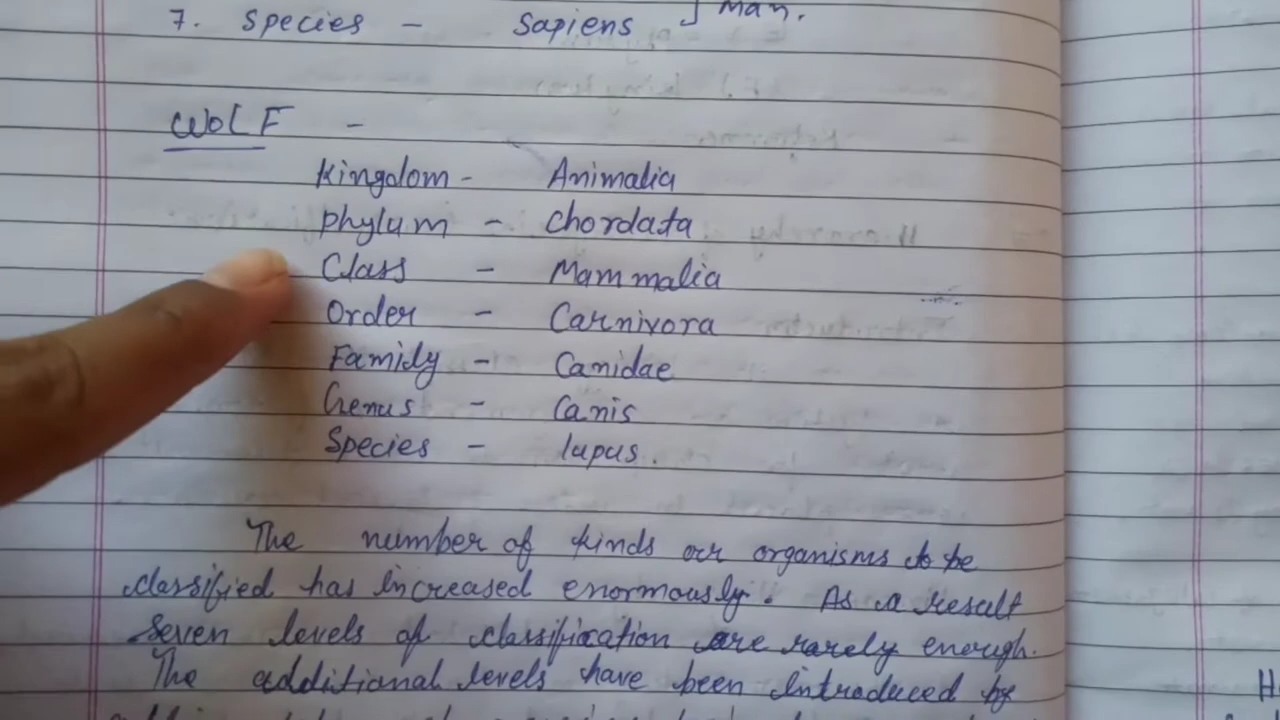 7. Species - Sapiens ] Man.
WOLF -
Kingdom - Animalia
Phylum - Chordata
Class - Mammalia
Order - Carnivora
Family - Canidae
Genus - Canis
Species - lupus.
The number of kinds our organisms to be
classified has increased enormously. As a result
Seven levels of classification are rarely enough.
The additional levels have been introduced by